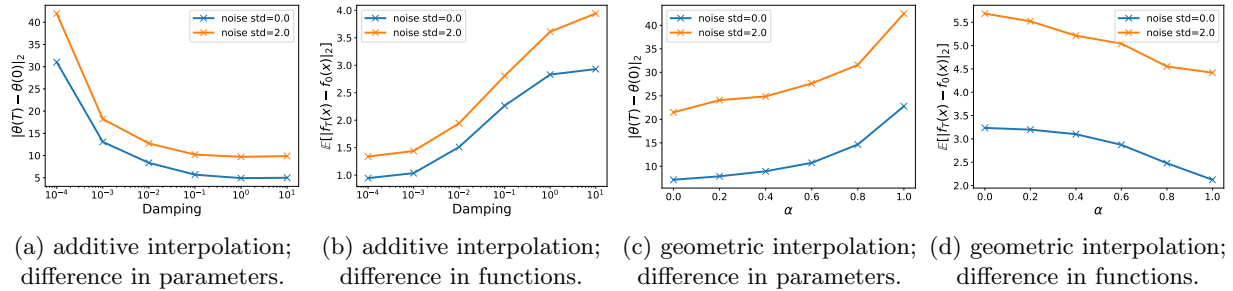 |θ(T) − θ(0)|₂
40
35
30
25
20
15
10
5
noise std=0.0
noise std=2.0
10⁻⁴ 10⁻³ 10⁻² 10⁻¹ 10⁰ 10¹
Damping
𝔼[|f_T(x) − f_0(x)|₂]
4.0
3.5
3.0
2.5
2.0
1.5
1.0
noise std=0.0
noise std=2.0
10⁻⁴ 10⁻³ 10⁻² 10⁻¹ 10⁰ 10¹
Damping
|θ(T) − θ(0)|₂
40
35
30
25
20
15
10
noise std=0.0
noise std=2.0
0.0 0.2 0.4 0.6 0.8 1.0
α
𝔼[|f_T(x) − f_0(x)|₂]
5.5
5.0
4.5
4.0
3.5
3.0
2.5
2.0
noise std=0.0
noise std=2.0
0.0 0.2 0.4 0.6 0.8 1.0
α
(a) additive interpolation;
difference in parameters.
(b) additive interpolation;
difference in functions.
(c) geometric interpolation;
difference in parameters.
(d) geometric interpolation;
difference in functions.